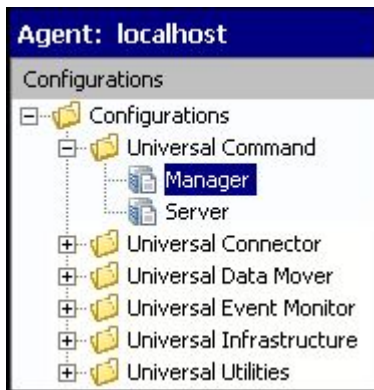 Agent: localhost
Configurations
Configurations
Universal Command
Manager
Server
Universal Connector
Universal Data Mover
Universal Event Monitor
Universal Infrastructure
Universal Utilities